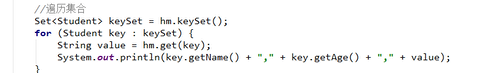 //遍历集合
Set<Student> keySet = hm.keySet();
for (Student key : keySet) {
String value = hm.get(key);
System.out.println(key.getName() + "," + key.getAge() + "," + value);
}